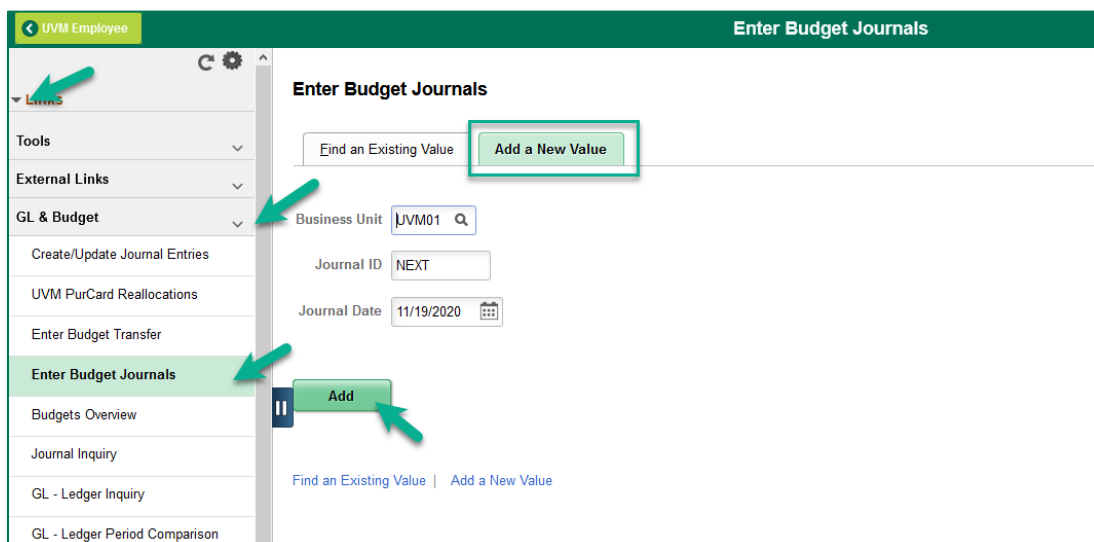 UVM Employee
Enter Budget Journals
Links
Tools
External Links
GL & Budget
Create/Update Journal Entries
UVM PurCard Reallocations
Enter Budget Transfer
Enter Budget Journals
Budgets Overview
Journal Inquiry
GL - Ledger Inquiry
GL - Ledger Period Comparison
Enter Budget Journals
Find an Existing Value
Add a New Value
Business Unit UVM01
Journal ID NEXT
Journal Date 11/19/2020
Add
Find an Existing Value | Add a New Value